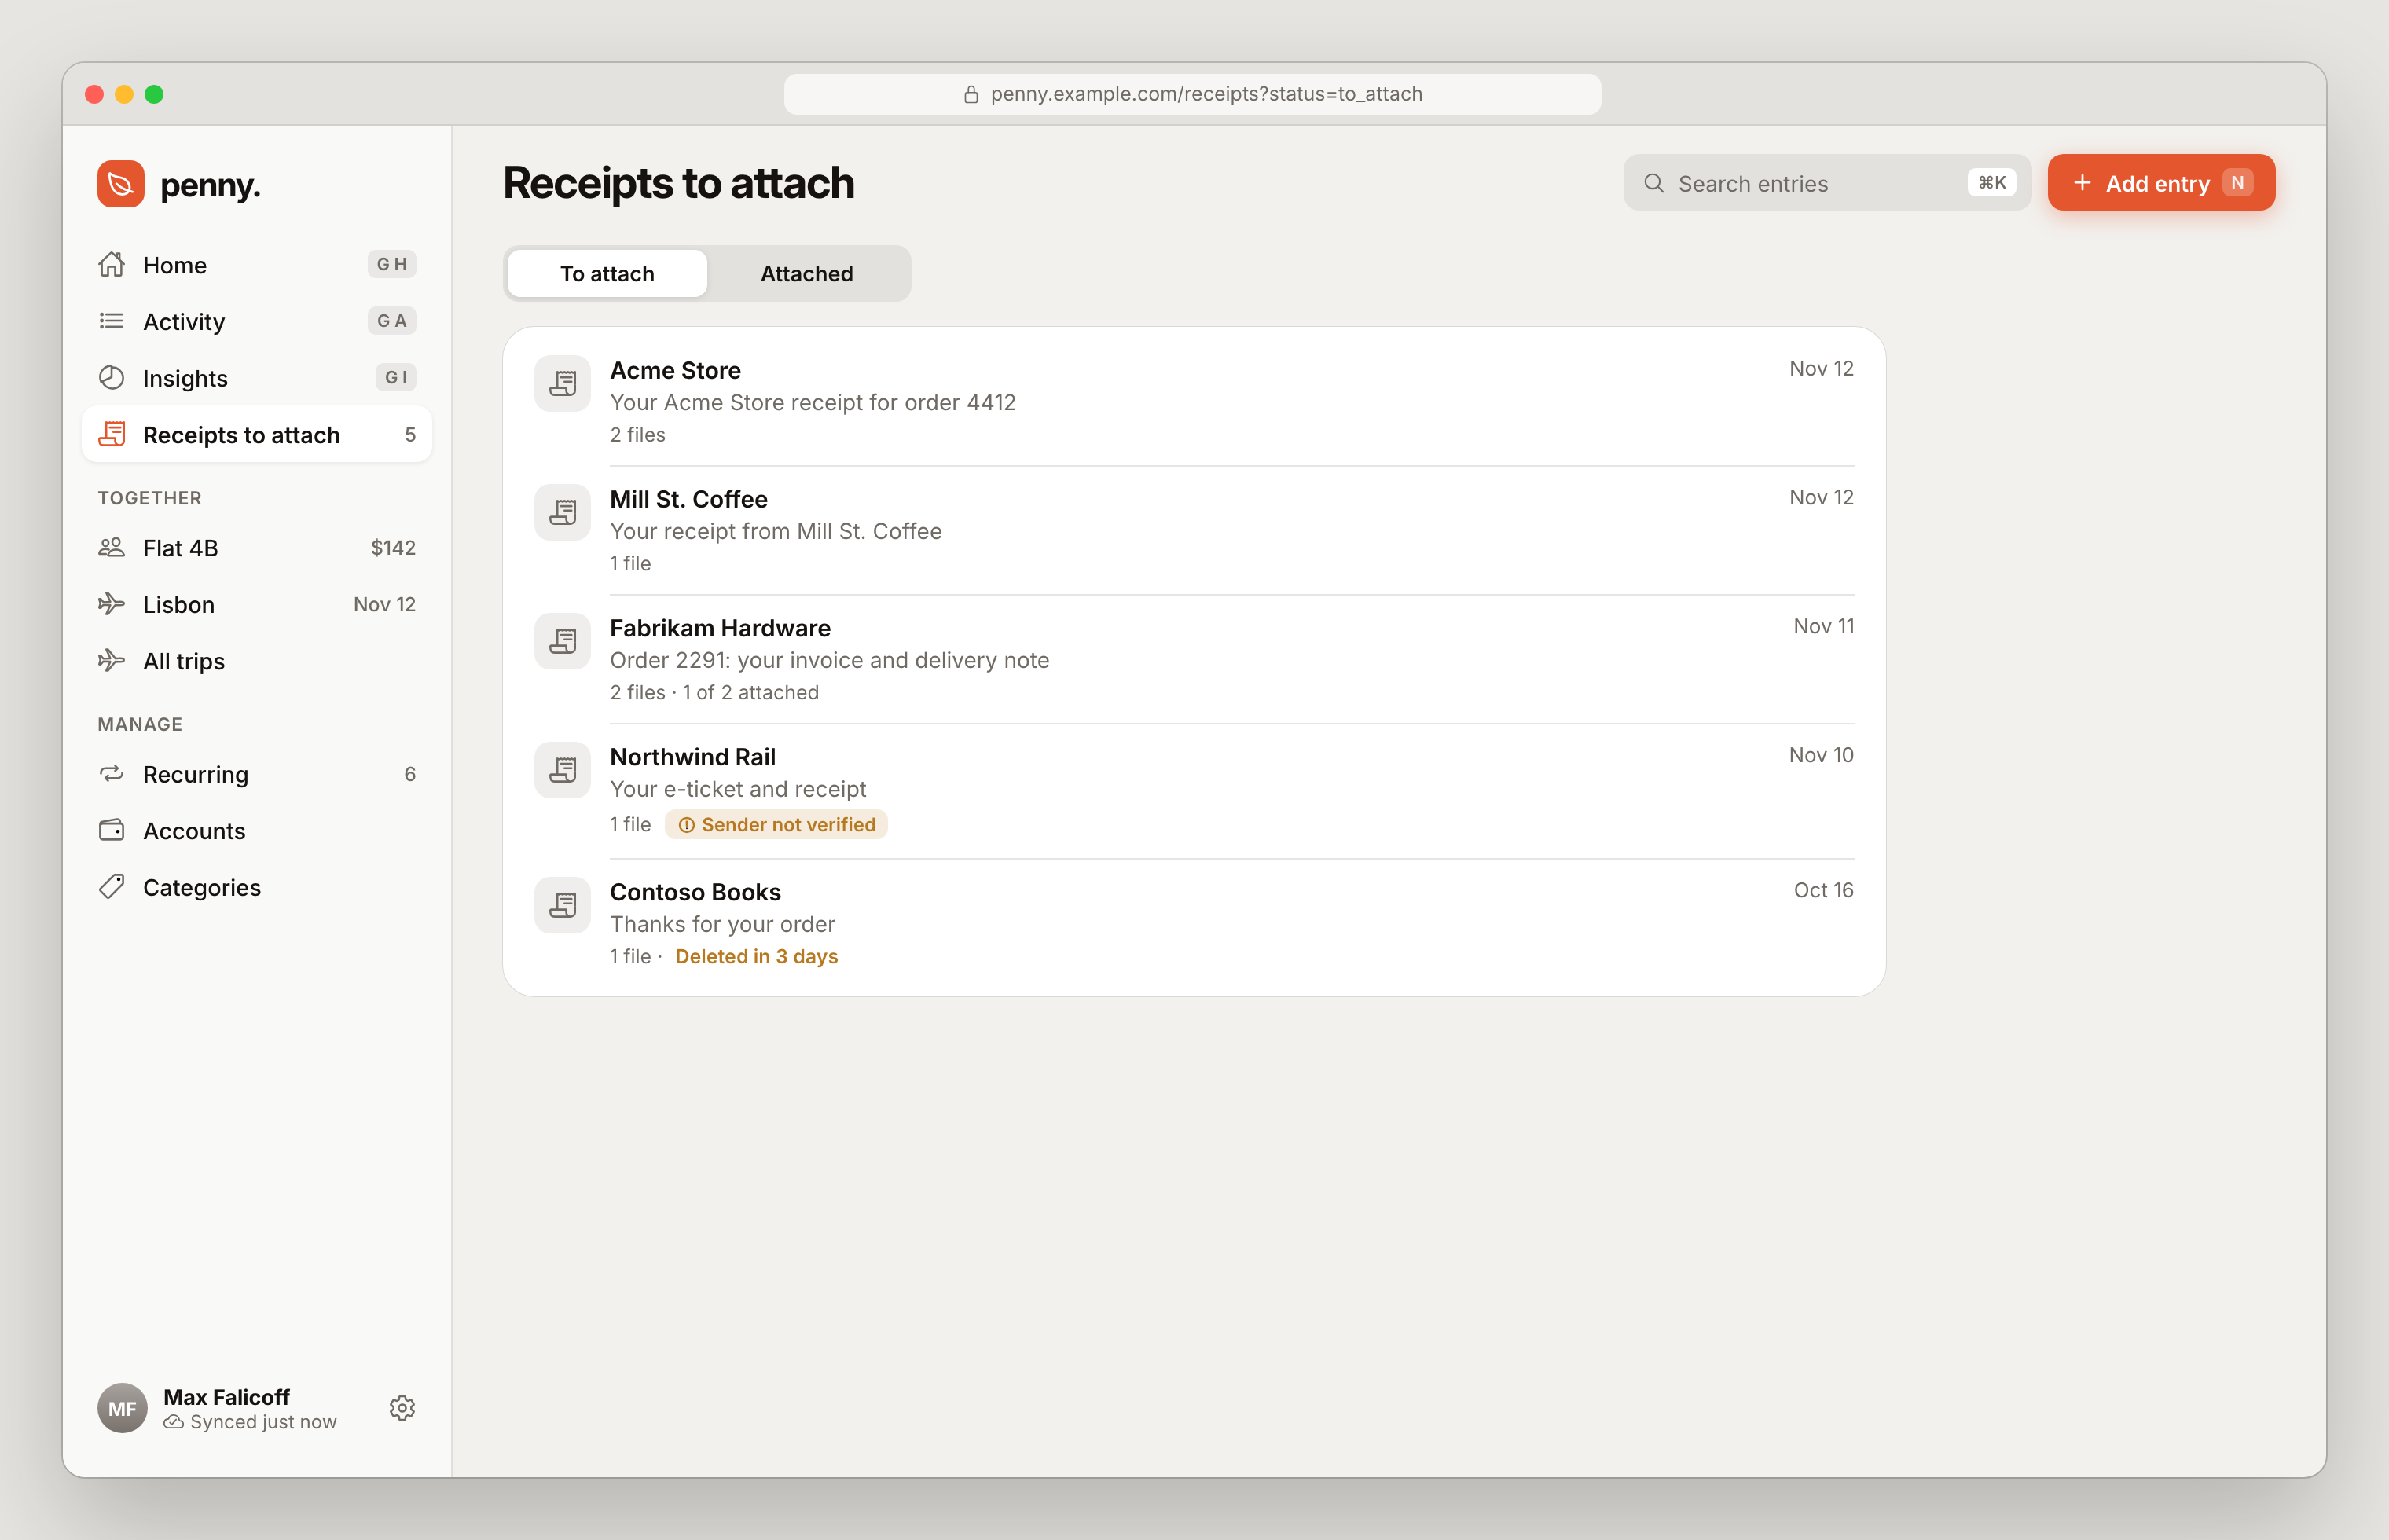 penny.example.com/receipts?status=to_attach
penny.
Home G H
Activity G A
Insights G I
Receipts to attach 5
TOGETHER
Flat 4B $142
Lisbon Nov 12
All trips
MANAGE
Recurring 6
Accounts
Categories
MF
Max Falicoff
Synced just now
Receipts to attach
Search entries ⌘K
Add entry N
To attach Attached
Acme Store Nov 12
Your Acme Store receipt for order 4412
2 files
Mill St. Coffee Nov 12
Your receipt from Mill St. Coffee
1 file
Fabrikam Hardware Nov 11
Order 2291: your invoice and delivery note
2 files · 1 of 2 attached
Northwind Rail Nov 10
Your e-ticket and receipt
1 file Sender not verified
Contoso Books Oct 16
Thanks for your order
1 file · Deleted in 3 days